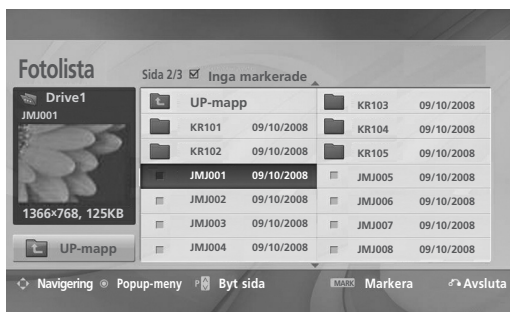 Fotolista
Sida 2/3 Inga markerade
Drive1
JMJ001
1366×768, 125KB
UP-mapp
UP-mapp
KR101 09/10/2008
KR102 09/10/2008
JMJ001 09/10/2008
JMJ002 09/10/2008
JMJ003 09/10/2008
JMJ004 09/10/2008
KR103 09/10/2008
KR104 09/10/2008
KR105 09/10/2008
JMJ005 09/10/2008
JMJ006 09/10/2008
JMJ007 09/10/2008
JMJ008 09/10/2008
Navigering Popup-meny P Byt sida MARK Markera Avsluta